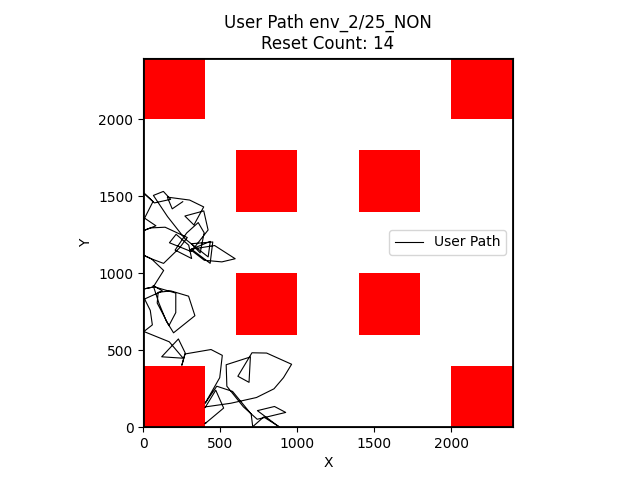 User Path env_2/25_NON
Reset Count: 14
Y
2000
1500
1000
500
0
User Path
0 500 1000 1500 2000
X